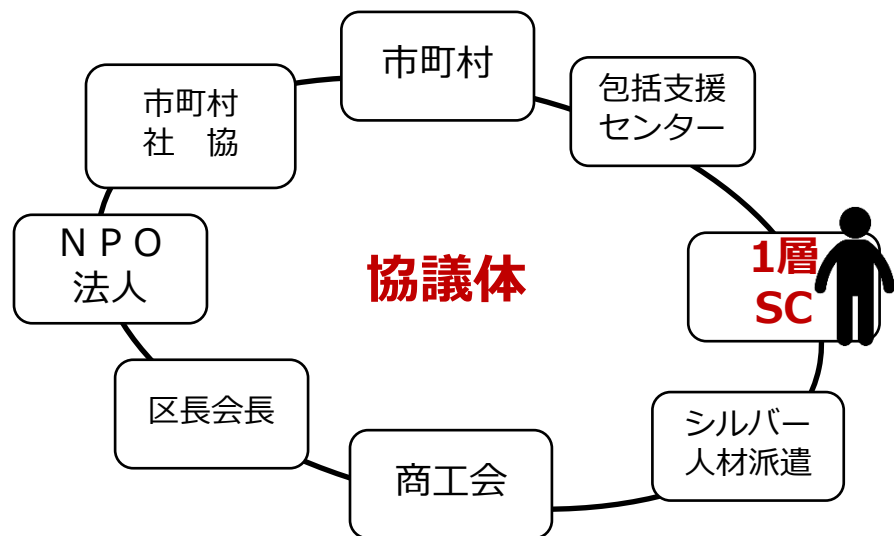 市町村
包括支援
センター
市町村
社　協
1層
SC
ＮＰＯ
法人
協議体
区長会長
シルバー
人材派遣
商工会